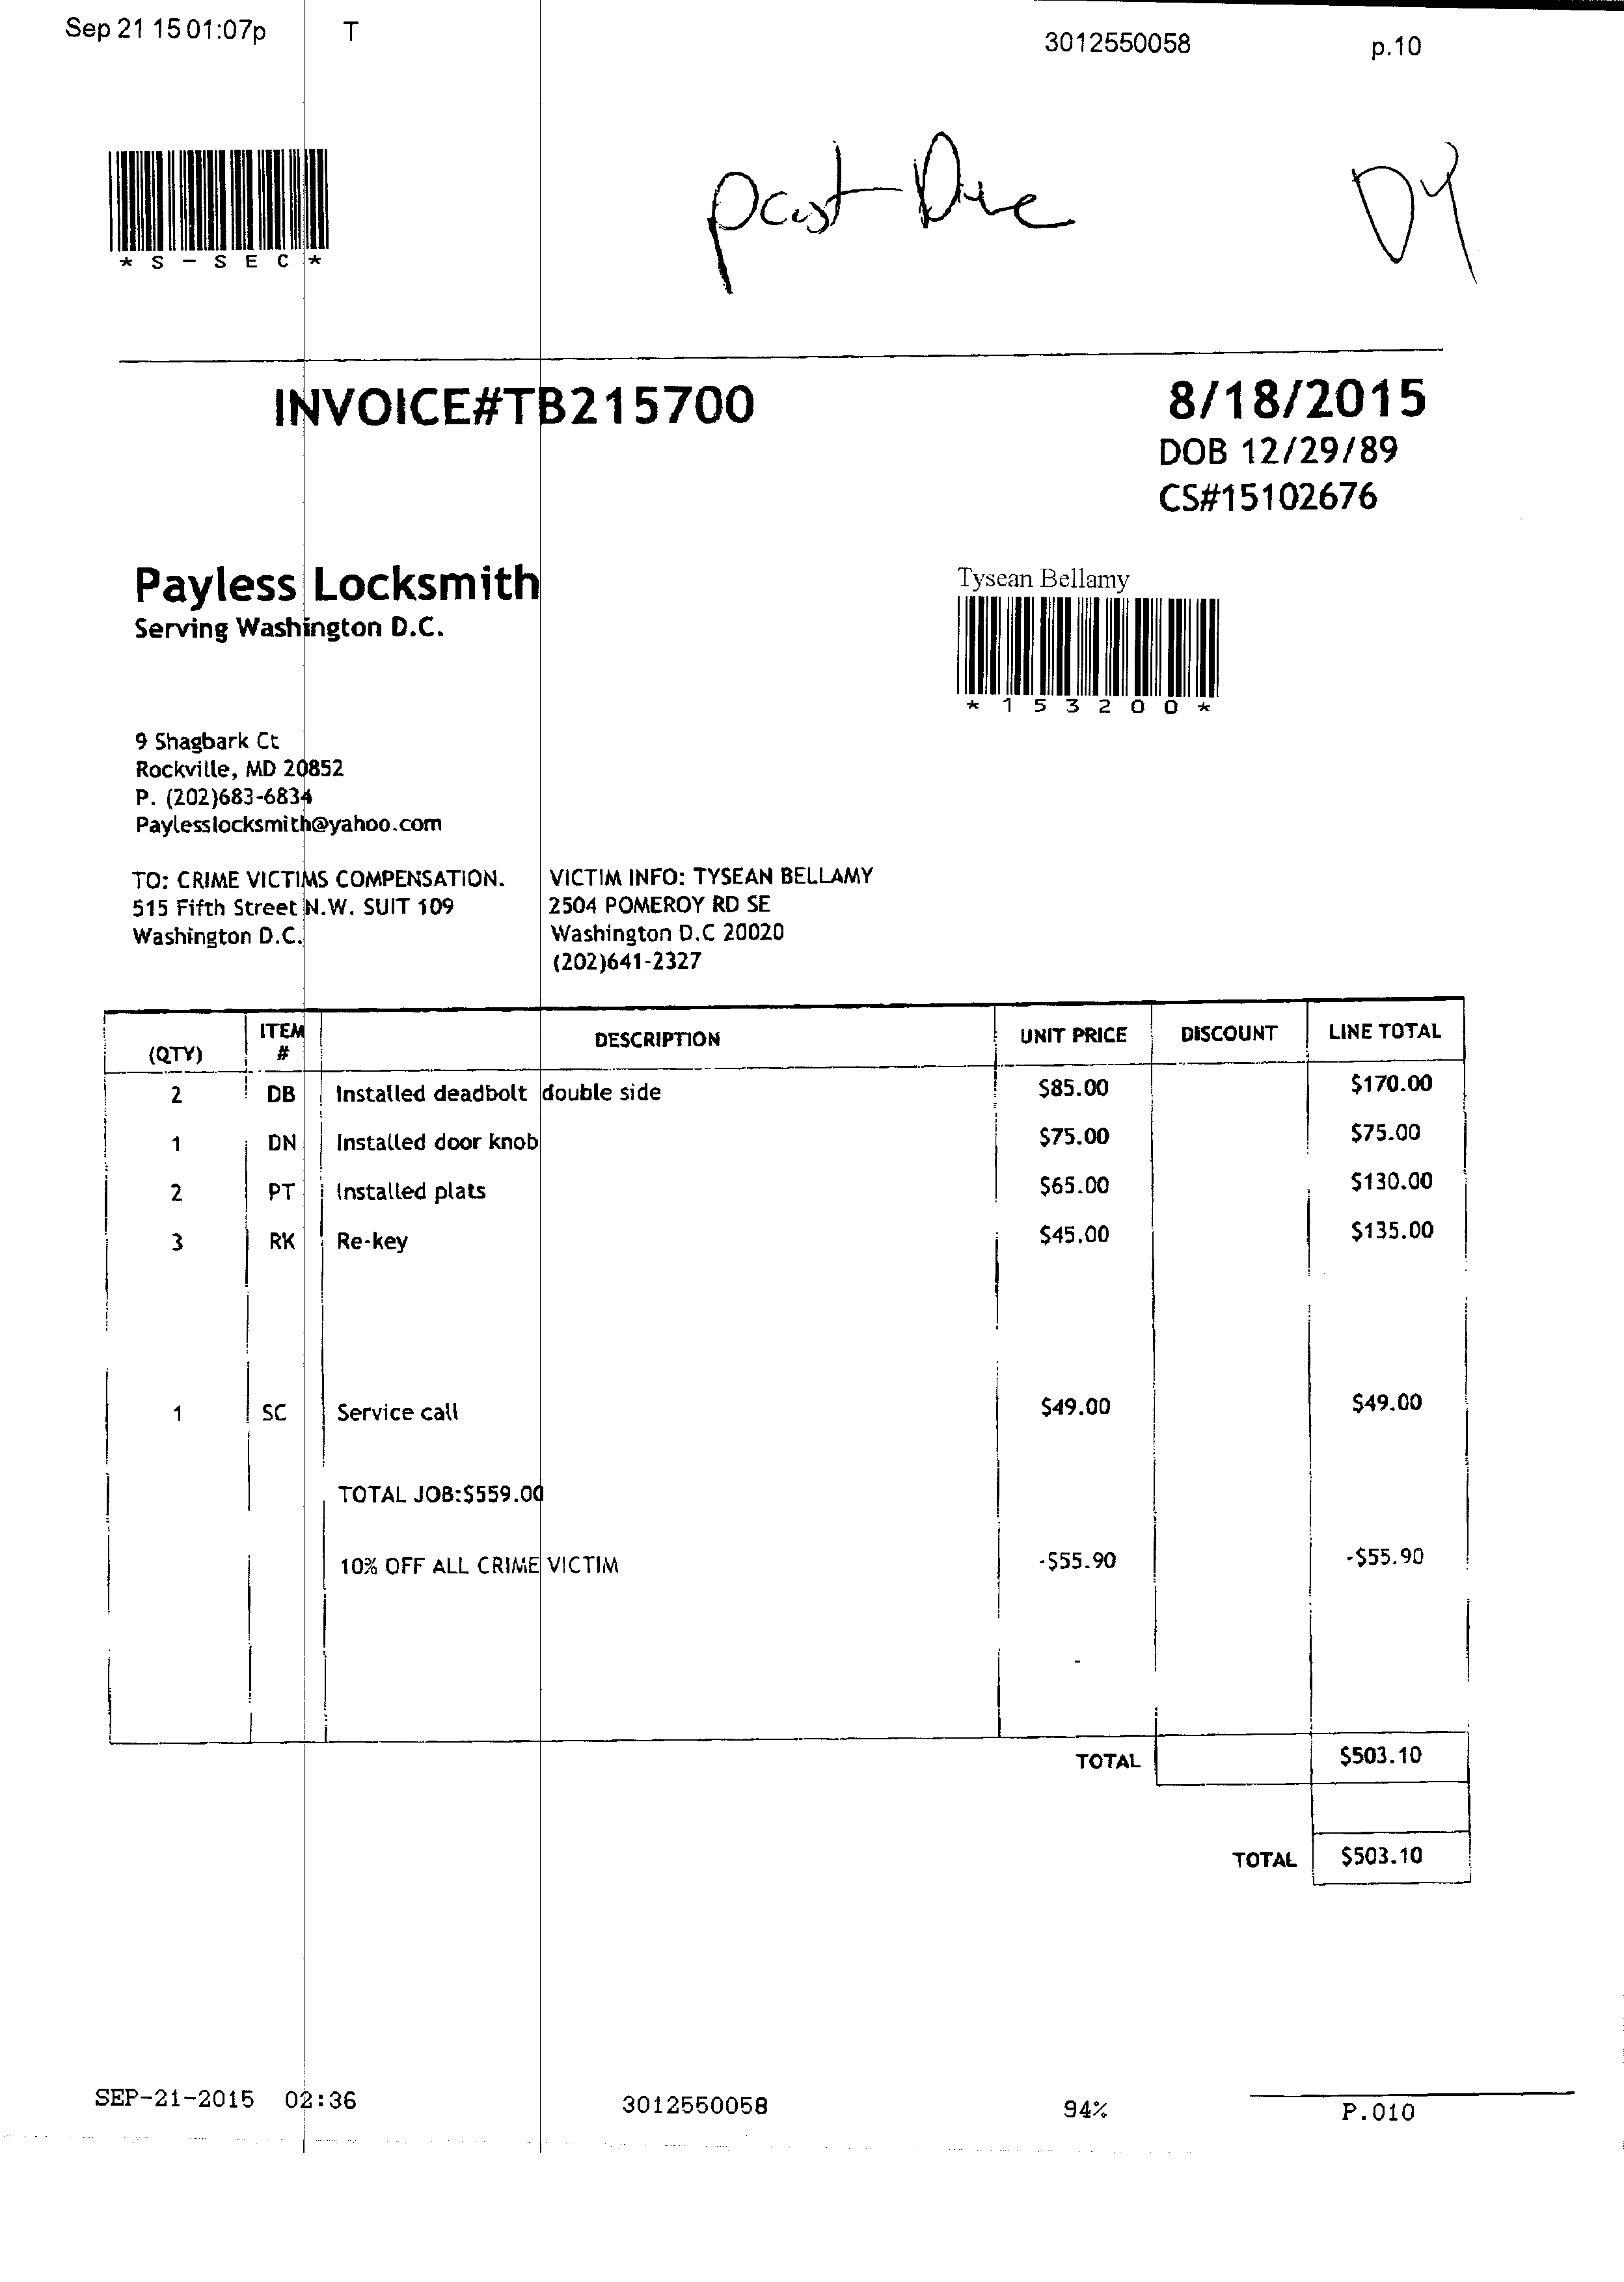 Sep 21 15 01:07p T 3012550058 p.10
past Due DY
* S - S E C *
INVOICE#TB215700 8/18/2015
DOB 12/29/89
CS#15102676
Payless Locksmith
Serving Washington D.C.
Tysean Bellamy
* 1 5 3 2 0 0 *
9 Shagbark Ct
Rockville, MD 20852
P. (202)683-6834
Paylesslocksmith@yahoo.com
TO: CRIME VICTIMS COMPENSATION.
515 Fifth Street N.W. SUIT 109
Washington D.C.
VICTIM INFO: TYSEAN BELLAMY
2504 POMEROY RD SE
Washington D.C 20020
(202)641-2327
(QTY) ITEM # DESCRIPTION UNIT PRICE DISCOUNT LINE TOTAL
2 DB Installed deadbolt double side $85.00 $170.00
1 DN Installed door knob $75.00 $75.00
2 PT Installed plats $65.00 $130.00
3 RK Re-key $45.00 $135.00
1 SC Service call $49.00 $49.00
TOTAL JOB:$559.00
10% OFF ALL CRIME VICTIM -$55.90 -$55.90
TOTAL $503.10
TOTAL $503.10
SEP-21-2015 02:36 3012550058 94% P.010